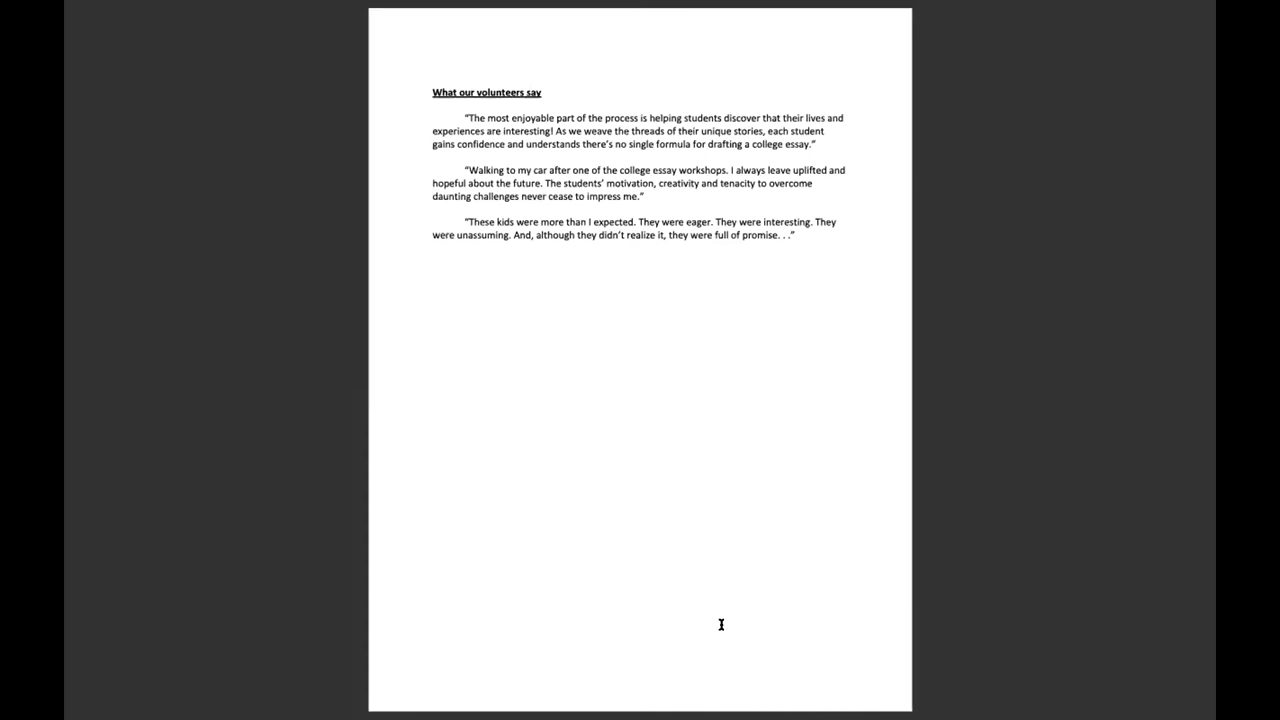 What our volunteers say
“The most enjoyable part of the process is helping students discover that their lives and
experiences are interesting! As we weave the threads of their unique stories, each student
gains confidence and understands there’s no single formula for drafting a college essay.”
“Walking to my car after one of the college essay workshops. I always leave uplifted and
hopeful about the future. The students’ motivation, creativity and tenacity to overcome
daunting challenges never cease to impress me.”
“These kids were more than I expected. They were eager. They were interesting. They
were unassuming. And, although they didn’t realize it, they were full of promise. . .”